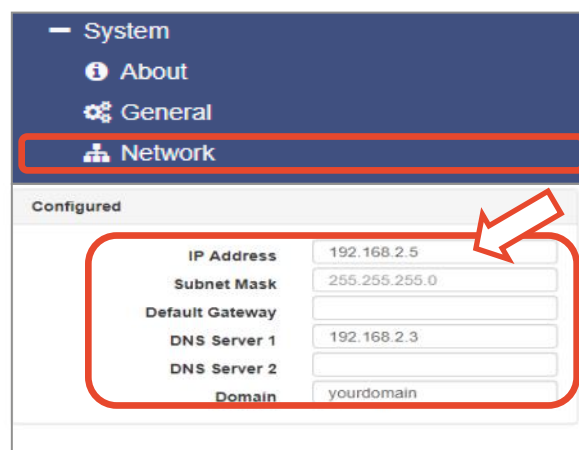 System
About
General
Network
Configured
IP Address 192.168.2.5
Subnet Mask 255.255.255.0
Default Gateway
DNS Server 1 192.168.2.3
DNS Server 2
Domain yourdomain